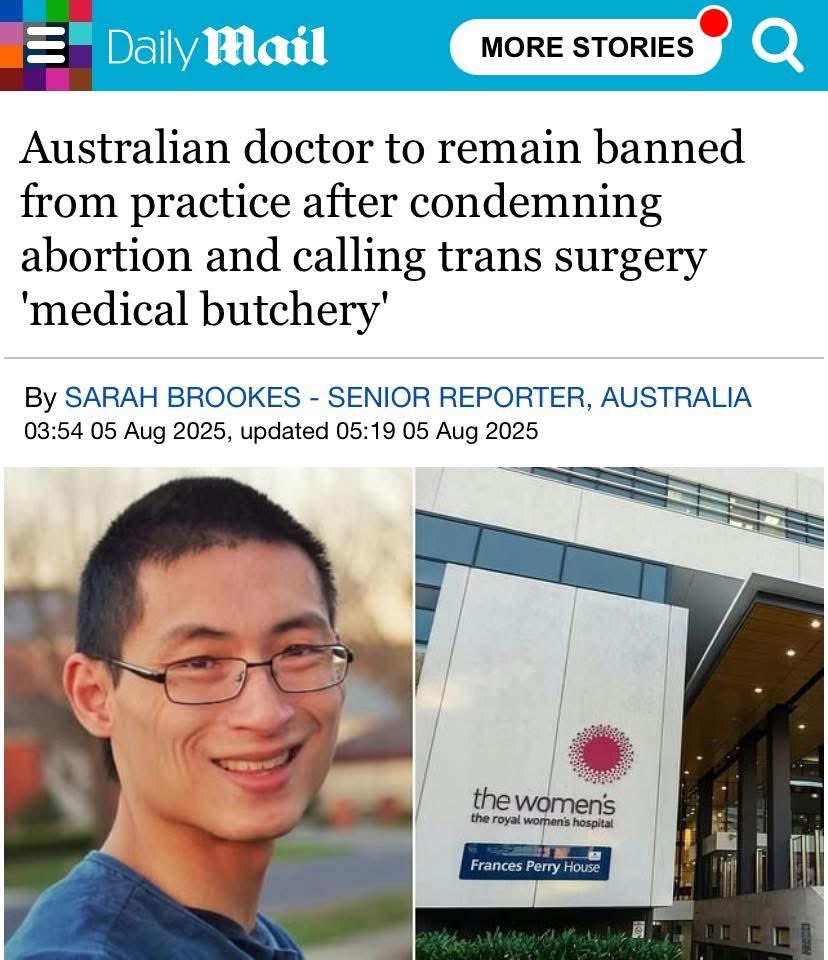 Daily Mail
MORE STORIES
Australian doctor to remain banned
from practice after condemning
abortion and calling trans surgery
'medical butchery'
By SARAH BROOKES - SENIOR REPORTER, AUSTRALIA
03:54 05 Aug 2025, updated 05:19 05 Aug 2025
the women's
the royal women's hospital
Frances Perry House